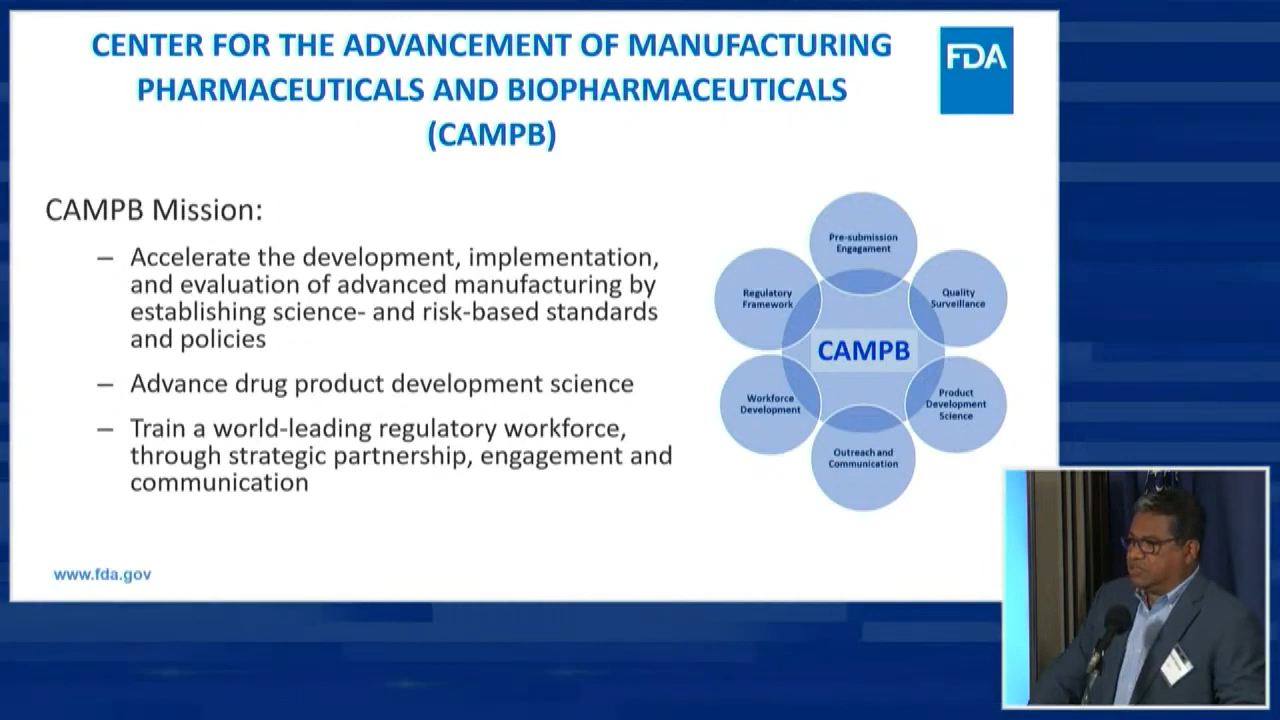 CENTER FOR THE ADVANCEMENT OF MANUFACTURING
PHARMACEUTICALS AND BIOPHARMACEUTICALS
(CAMPB)
FDA
CAMPB Mission:
– Accelerate the development, implementation,
and evaluation of advanced manufacturing by
establishing science- and risk-based standards
and policies
– Advance drug product development science
– Train a world-leading regulatory workforce,
through strategic partnership, engagement and
communication
Pre-submission
Engagament
Regulatory
Framework
Quality
Surveillance
CAMPB
Workforce
Development
Product
Development
Science
Outreach and
Communication
www.fda.gov